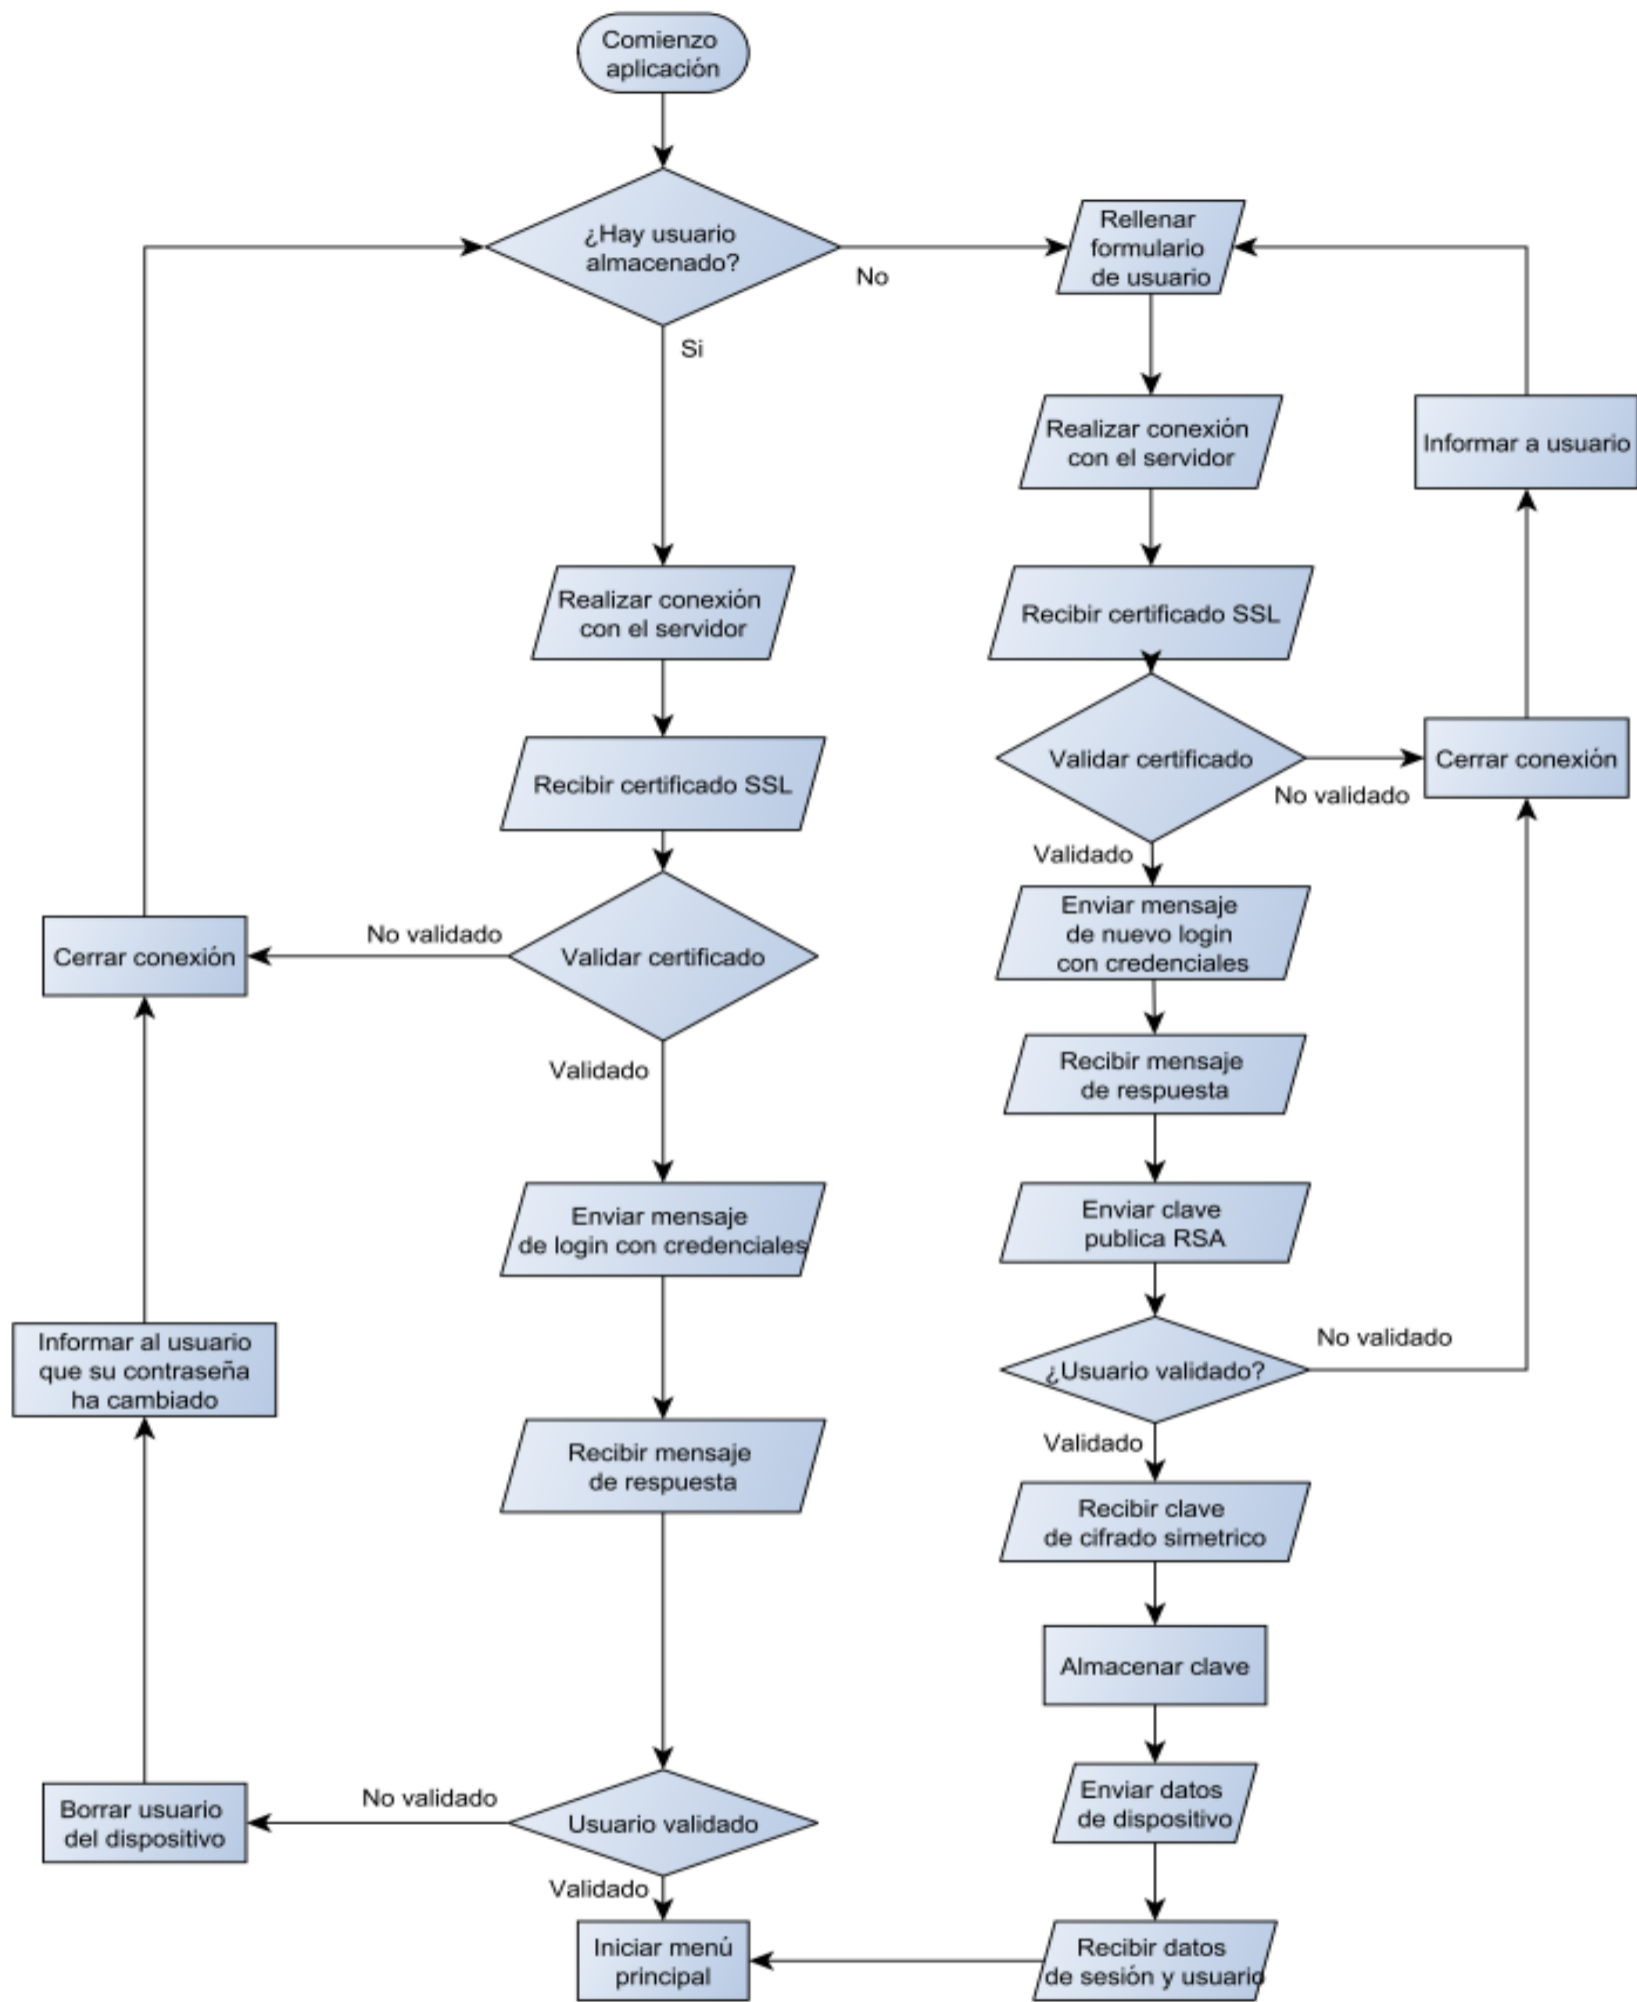 Comienzo
aplicación
¿Hay usuario
almacenado?
No
Si
Rellenar
formulario
de usuario
Realizar conexión
con el servidor
Informar a usuario
Realizar conexión
con el servidor
Recibir certificado SSL
Recibir certificado SSL
Validar certificado
No validado
Cerrar conexión
Validado
Cerrar conexión
No validado
Validar certificado
Validado
Enviar mensaje
de nuevo login
con credenciales
Recibir mensaje
de respuesta
Enviar mensaje
de login con credenciales
Enviar clave
publica RSA
Informar al usuario
que su contraseña
ha cambiado
¿Usuario validado?
No validado
Validado
Recibir mensaje
de respuesta
Recibir clave
de cifrado simetrico
Almacenar clave
Borrar usuario
del dispositivo
No validado
Usuario validado
Validado
Enviar datos
de dispositivo
Iniciar menú
principal
Recibir datos
de sesión y usuario